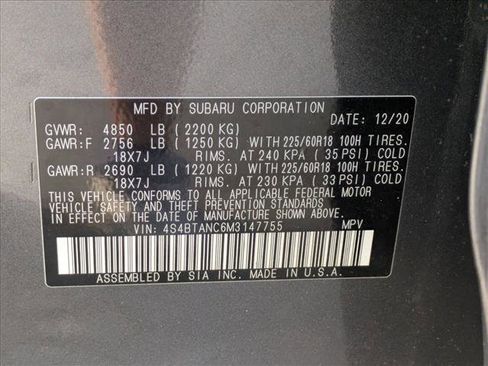 MFD BY SUBARU CORPORATION
DATE: 12/20
GVWR: 4850 LB (2200 KG)
GAWR:F 2756 LB (1250 KG) WITH 225/60R18 100H TIRES,
18X7J RIMS, AT 240 KPA (35 PSI) COLD
GAWR:R 2690 LB (1220 KG) WITH 225/60R18 100H TIRES,
18X7J RIMS, AT 230 KPA (33 PSI) COLD
THIS VEHICLE CONFORMS TO ALL APPLICABLE FEDERAL MOTOR
VEHICLE SAFETY, BUMPER, AND THEFT PREVENTION STANDARDS
IN EFFECT ON THE DATE OF MANUFACTURE SHOWN ABOVE.
VIN: 4S4BTANC6M3147755 MPV
ASSEMBLED BY SIA INC. MADE IN U.S.A.